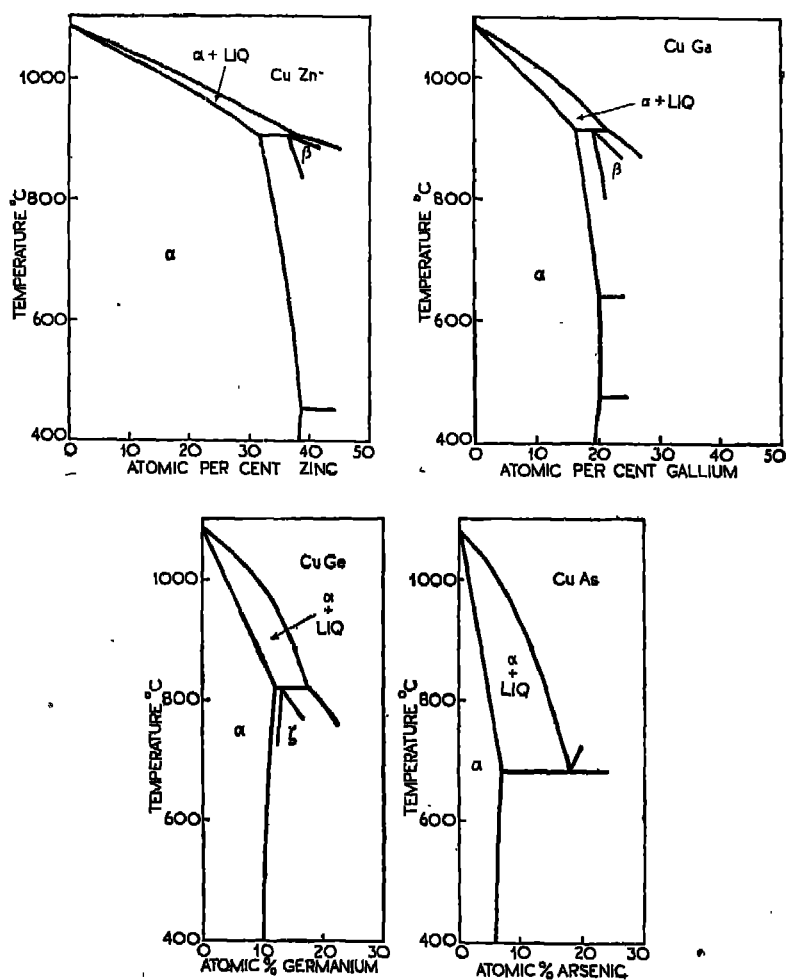 Cu Zn
α + LIQ
1000
800
600
400
TEMPERATURE °C
β
α
0 10 20 30 40 50
ATOMIC PER CENT ZINC
Cu Ga
α + LIQ
1000
800
600
400
TEMPERATURE °C
β
α
0 10 20 30 40 50
ATOMIC PER CENT GALLIUM
Cu Ge
α
+
LIQ
1000
800
600
400
TEMPERATURE °C
α
ζ
0 10 20 30
ATOMIC % GERMANIUM
Cu As
α
+
LIQ
1000
800
600
400
TEMPERATURE °C
α
0 10 20 30
ATOMIC % ARSENIC